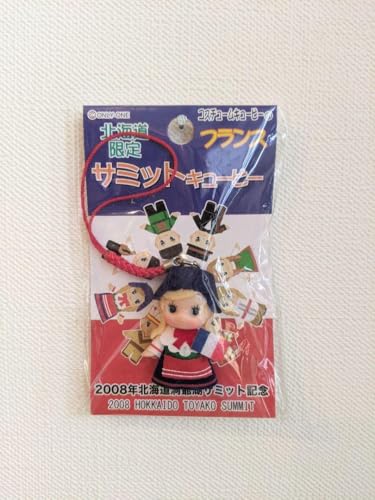 ©ONLY-ONE
コスチュームキューピーの
北海道
限定
フランス
サミットキューピー
2008年北海道洞爺湖サミット記念
2008 HOKKAIDO TOYAKO SUMMIT